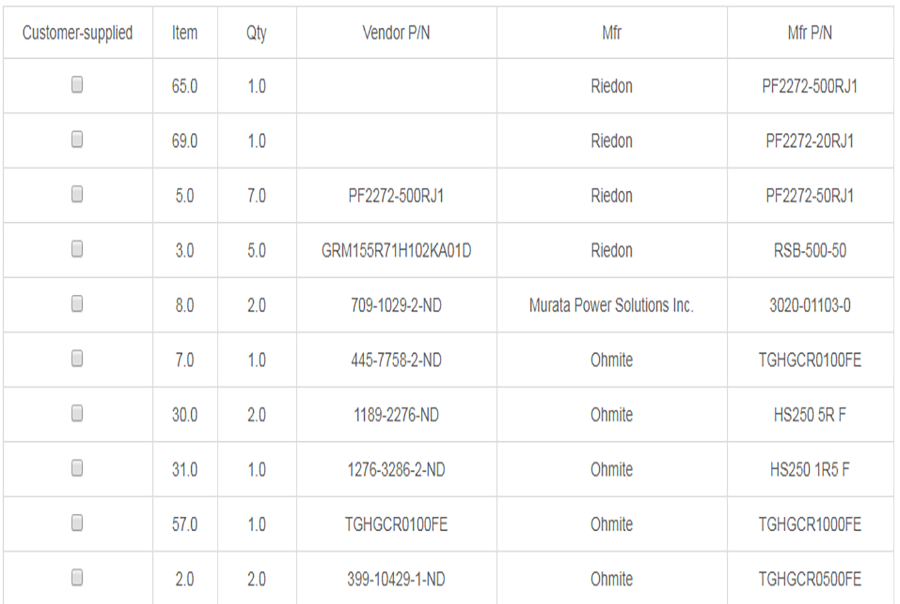 Customer-supplied Item Qty Vendor P/N Mfr Mfr P/N
65.0 1.0 Riedon PF2272-500RJ1
69.0 1.0 Riedon PF2272-20RJ1
5.0 7.0 PF2272-500RJ1 Riedon PF2272-50RJ1
3.0 5.0 GRM155R71H102KA01D Riedon RSB-500-50
8.0 2.0 709-1029-2-ND Murata Power Solutions Inc. 3020-01103-0
7.0 1.0 445-7758-2-ND Ohmite TGHGCR0100FE
30.0 2.0 1189-2276-ND Ohmite HS250 5R F
31.0 1.0 1276-3286-2-ND Ohmite HS250 1R5 F
57.0 1.0 TGHGCR0100FE Ohmite TGHGCR1000FE
2.0 2.0 399-10429-1-ND Ohmite TGHGCR0500FE